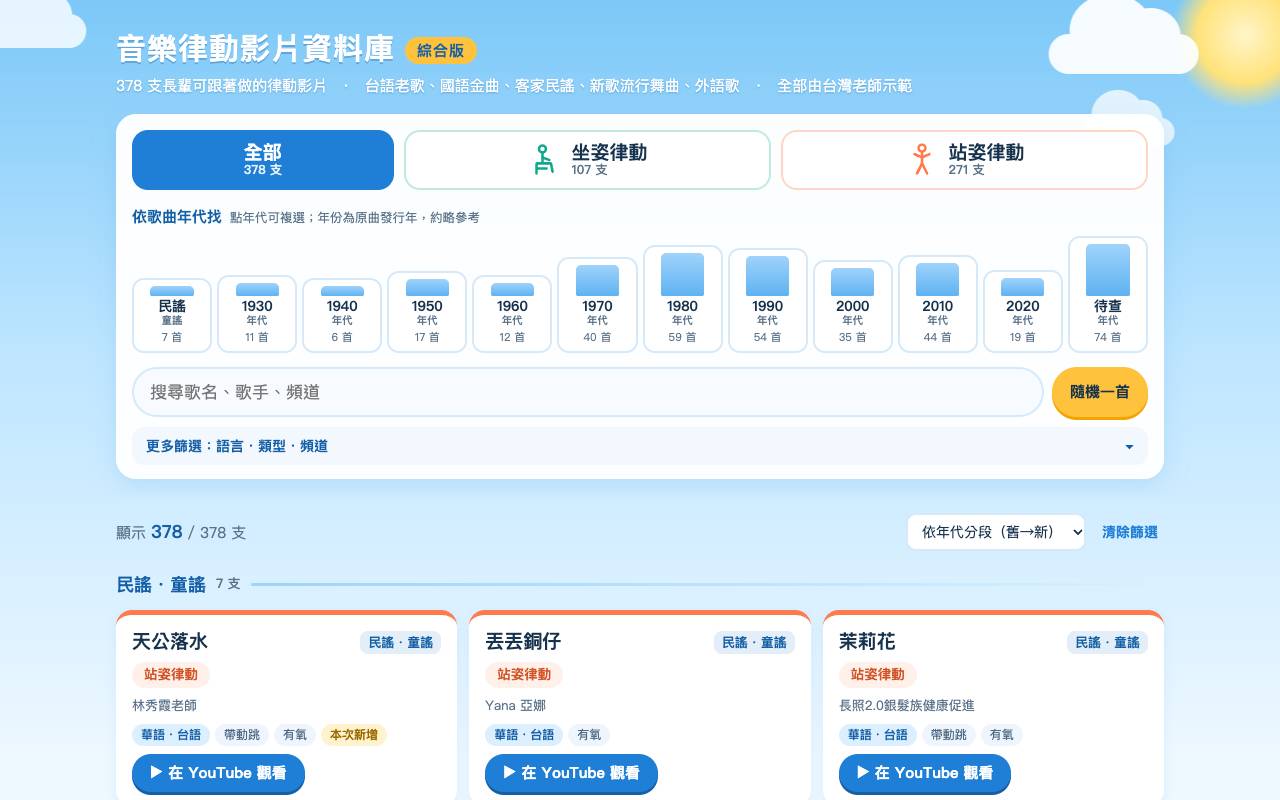 音樂律動影片資料庫 綜合版
378 支長輩可跟著做的律動影片 · 台語老歌、國語金曲、客家民謠、新歌流行舞曲、外語歌 · 全部由台灣老師示範
全部
378 支
坐姿律動
107 支
站姿律動
271 支
依歌曲年代找 點年代可複選；年份為原曲發行年，約略參考
民謠
童謠
7 首
1930
年代
11 首
1940
年代
6 首
1950
年代
17 首
1960
年代
12 首
1970
年代
40 首
1980
年代
59 首
1990
年代
54 首
2000
年代
35 首
2010
年代
44 首
2020
年代
19 首
待查
年代
74 首
搜尋歌名、歌手、頻道
隨機一首
更多篩選：語言 · 類型 · 頻道
顯示 378 / 378 支
依年代分段（舊→新）
清除篩選
民謠 · 童謠 7 支
天公落水 民謠 · 童謠
站姿律動
林秀霞老師
華語 · 台語 帶動跳 有氧 本次新增
▶ 在 YouTube 觀看
丟丟銅仔 民謠 · 童謠
站姿律動
Yana 亞娜
華語 · 台語 有氧
▶ 在 YouTube 觀看
茉莉花 民謠 · 童謠
站姿律動
長照2.0銀髮族健康促進
華語 · 台語 帶動跳 有氧
▶ 在 YouTube 觀看